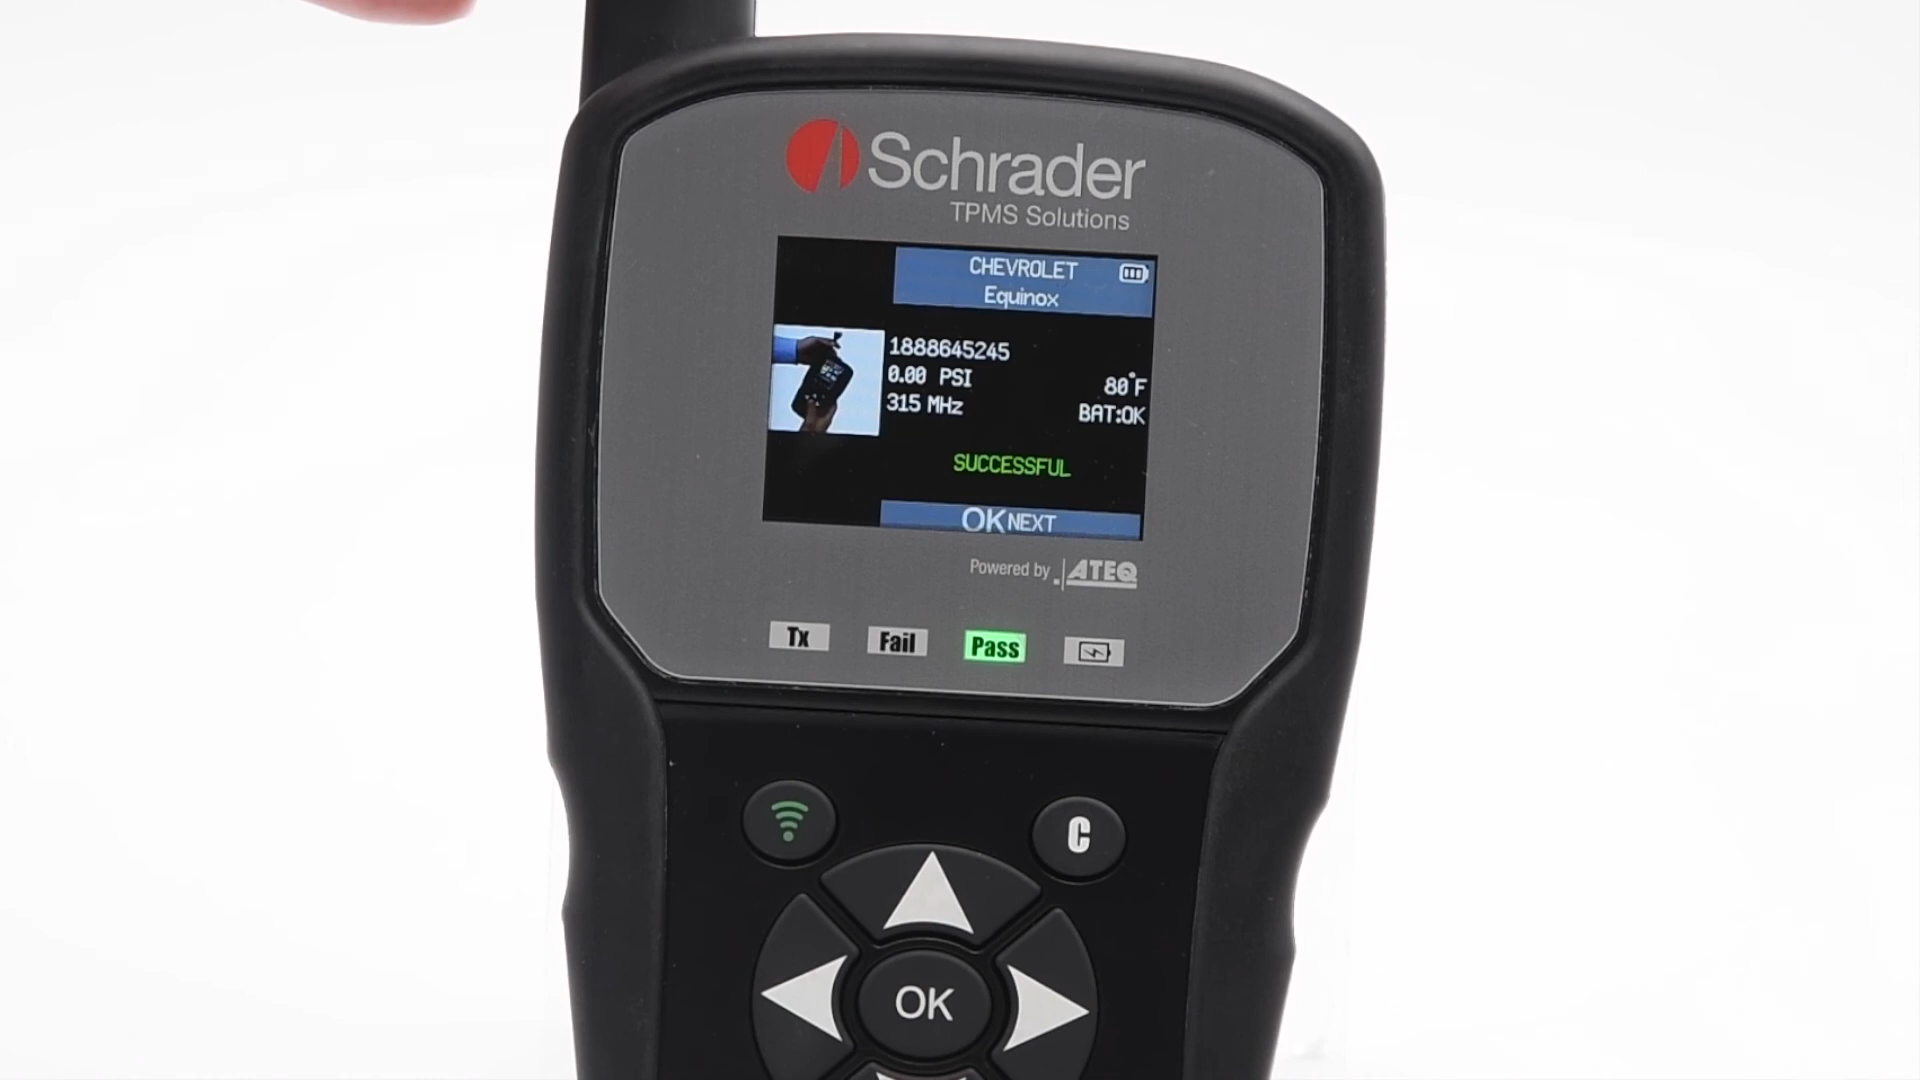 Schrader
TPMS Solutions
CHEVROLET
Equinox
1888645245
0.00 PSI
80°F
315 MHz
BAT:OK
SUCCESSFUL
OK NEXT
Powered by ATEQ
Tx
Fail
Pass
C
OK